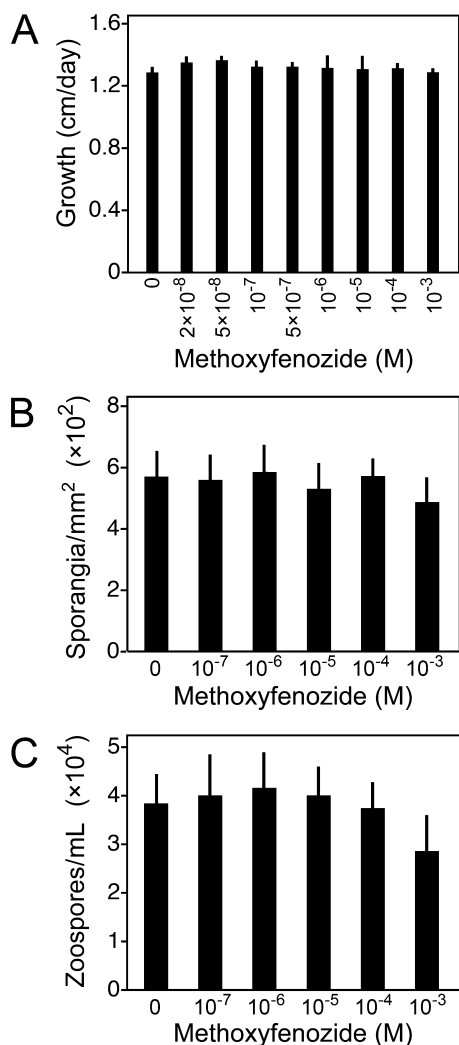 A
Growth (cm/day)
1.6
1.2
0.8
0.4
0
0 2×10⁻⁸ 5×10⁻⁸ 10⁻⁷ 5×10⁻⁷ 10⁻⁶ 10⁻⁵ 10⁻⁴ 10⁻³
Methoxyfenozide (M)
B
Sporangia/mm² (×10²)
8
6
4
2
0
0 10⁻⁷ 10⁻⁶ 10⁻⁵ 10⁻⁴ 10⁻³
Methoxyfenozide (M)
C
Zoospores/mL (×10⁴)
5
4
3
2
1
0
0 10⁻⁷ 10⁻⁶ 10⁻⁵ 10⁻⁴ 10⁻³
Methoxyfenozide (M)